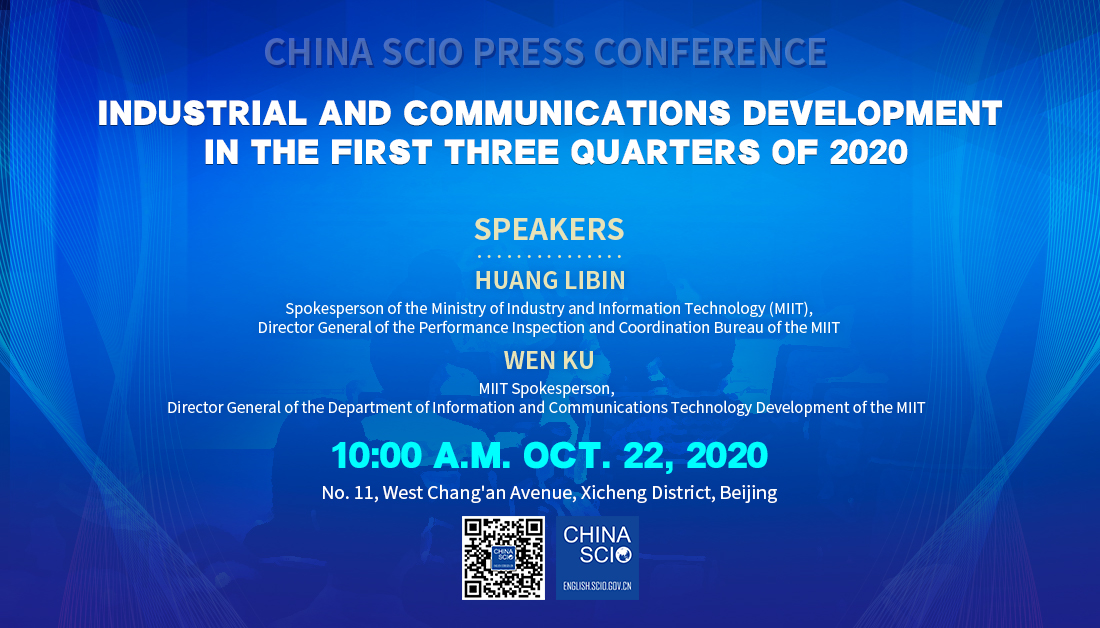 CHINA SCIO PRESS CONFERENCE
INDUSTRIAL AND COMMUNICATIONS DEVELOPMENT
IN THE FIRST THREE QUARTERS OF 2020
SPEAKERS
HUANG LIBIN
Spokesperson of the Ministry of Industry and Information Technology (MIIT),
Director General of the Performance Inspection and Coordination Bureau of the MIIT
WEN KU
MIIT Spokesperson,
Director General of the Department of Information and Communications Technology Development of the MIIT
10:00 A.M. OCT. 22, 2020
No. 11, West Chang'an Avenue, Xicheng District, Beijing
CHINA
SCIO
CHINA
SCIO
ENGLISH.SCIO.GOV.CN